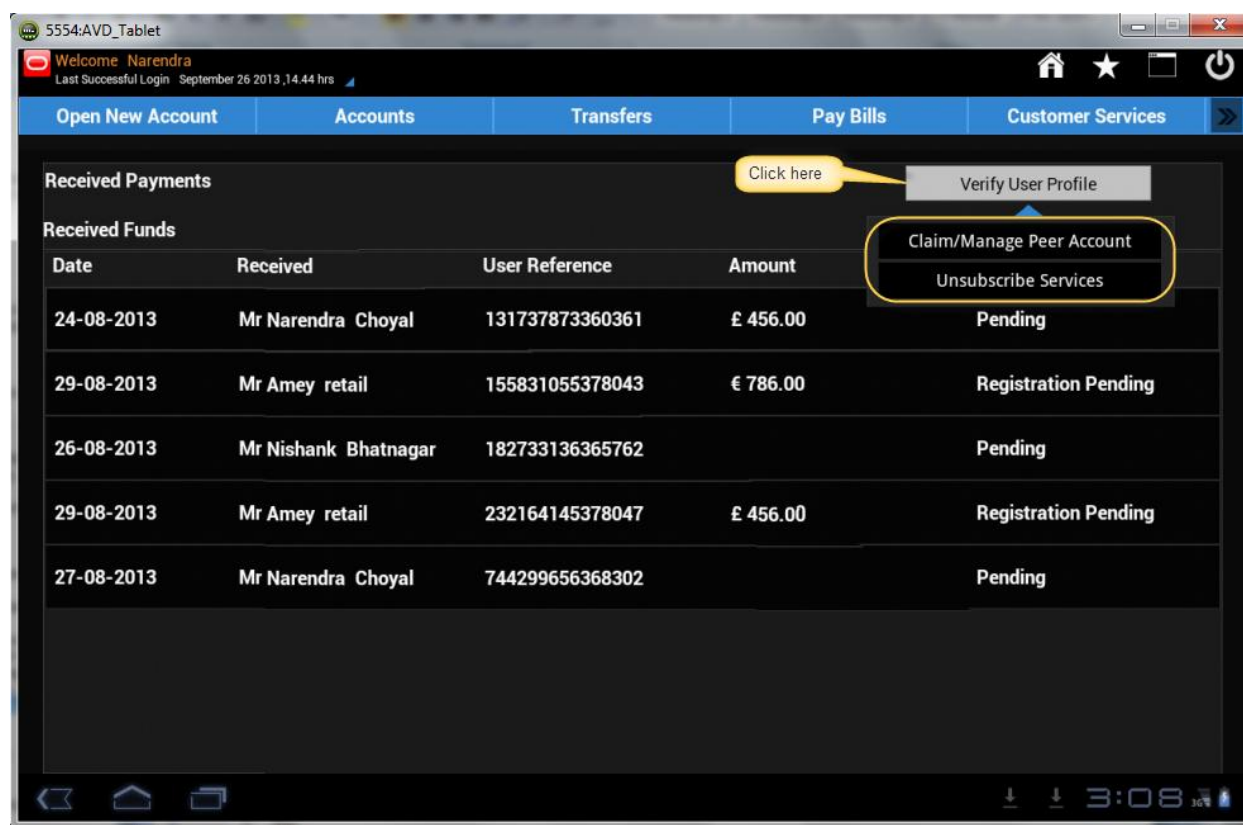 5554:AVD_Tablet
Welcome Narendra
Last Successful Login September 26 2013 ,14.44 hrs
Open New Account Accounts Transfers Pay Bills Customer Services
Received Payments Click here Verify User Profile
Received Funds Claim/Manage Peer Account
Date Received User Reference Amount Unsubscribe Services
24-08-2013 Mr Narendra Choyal 131737873360361 £ 456.00 Pending
29-08-2013 Mr Amey retail 155831055378043 € 786.00 Registration Pending
26-08-2013 Mr Nishank Bhatnagar 182733136365762 Pending
29-08-2013 Mr Amey retail 232164145378047 £ 456.00 Registration Pending
27-08-2013 Mr Narendra Choyal 744299656368302 Pending
3:08 3G